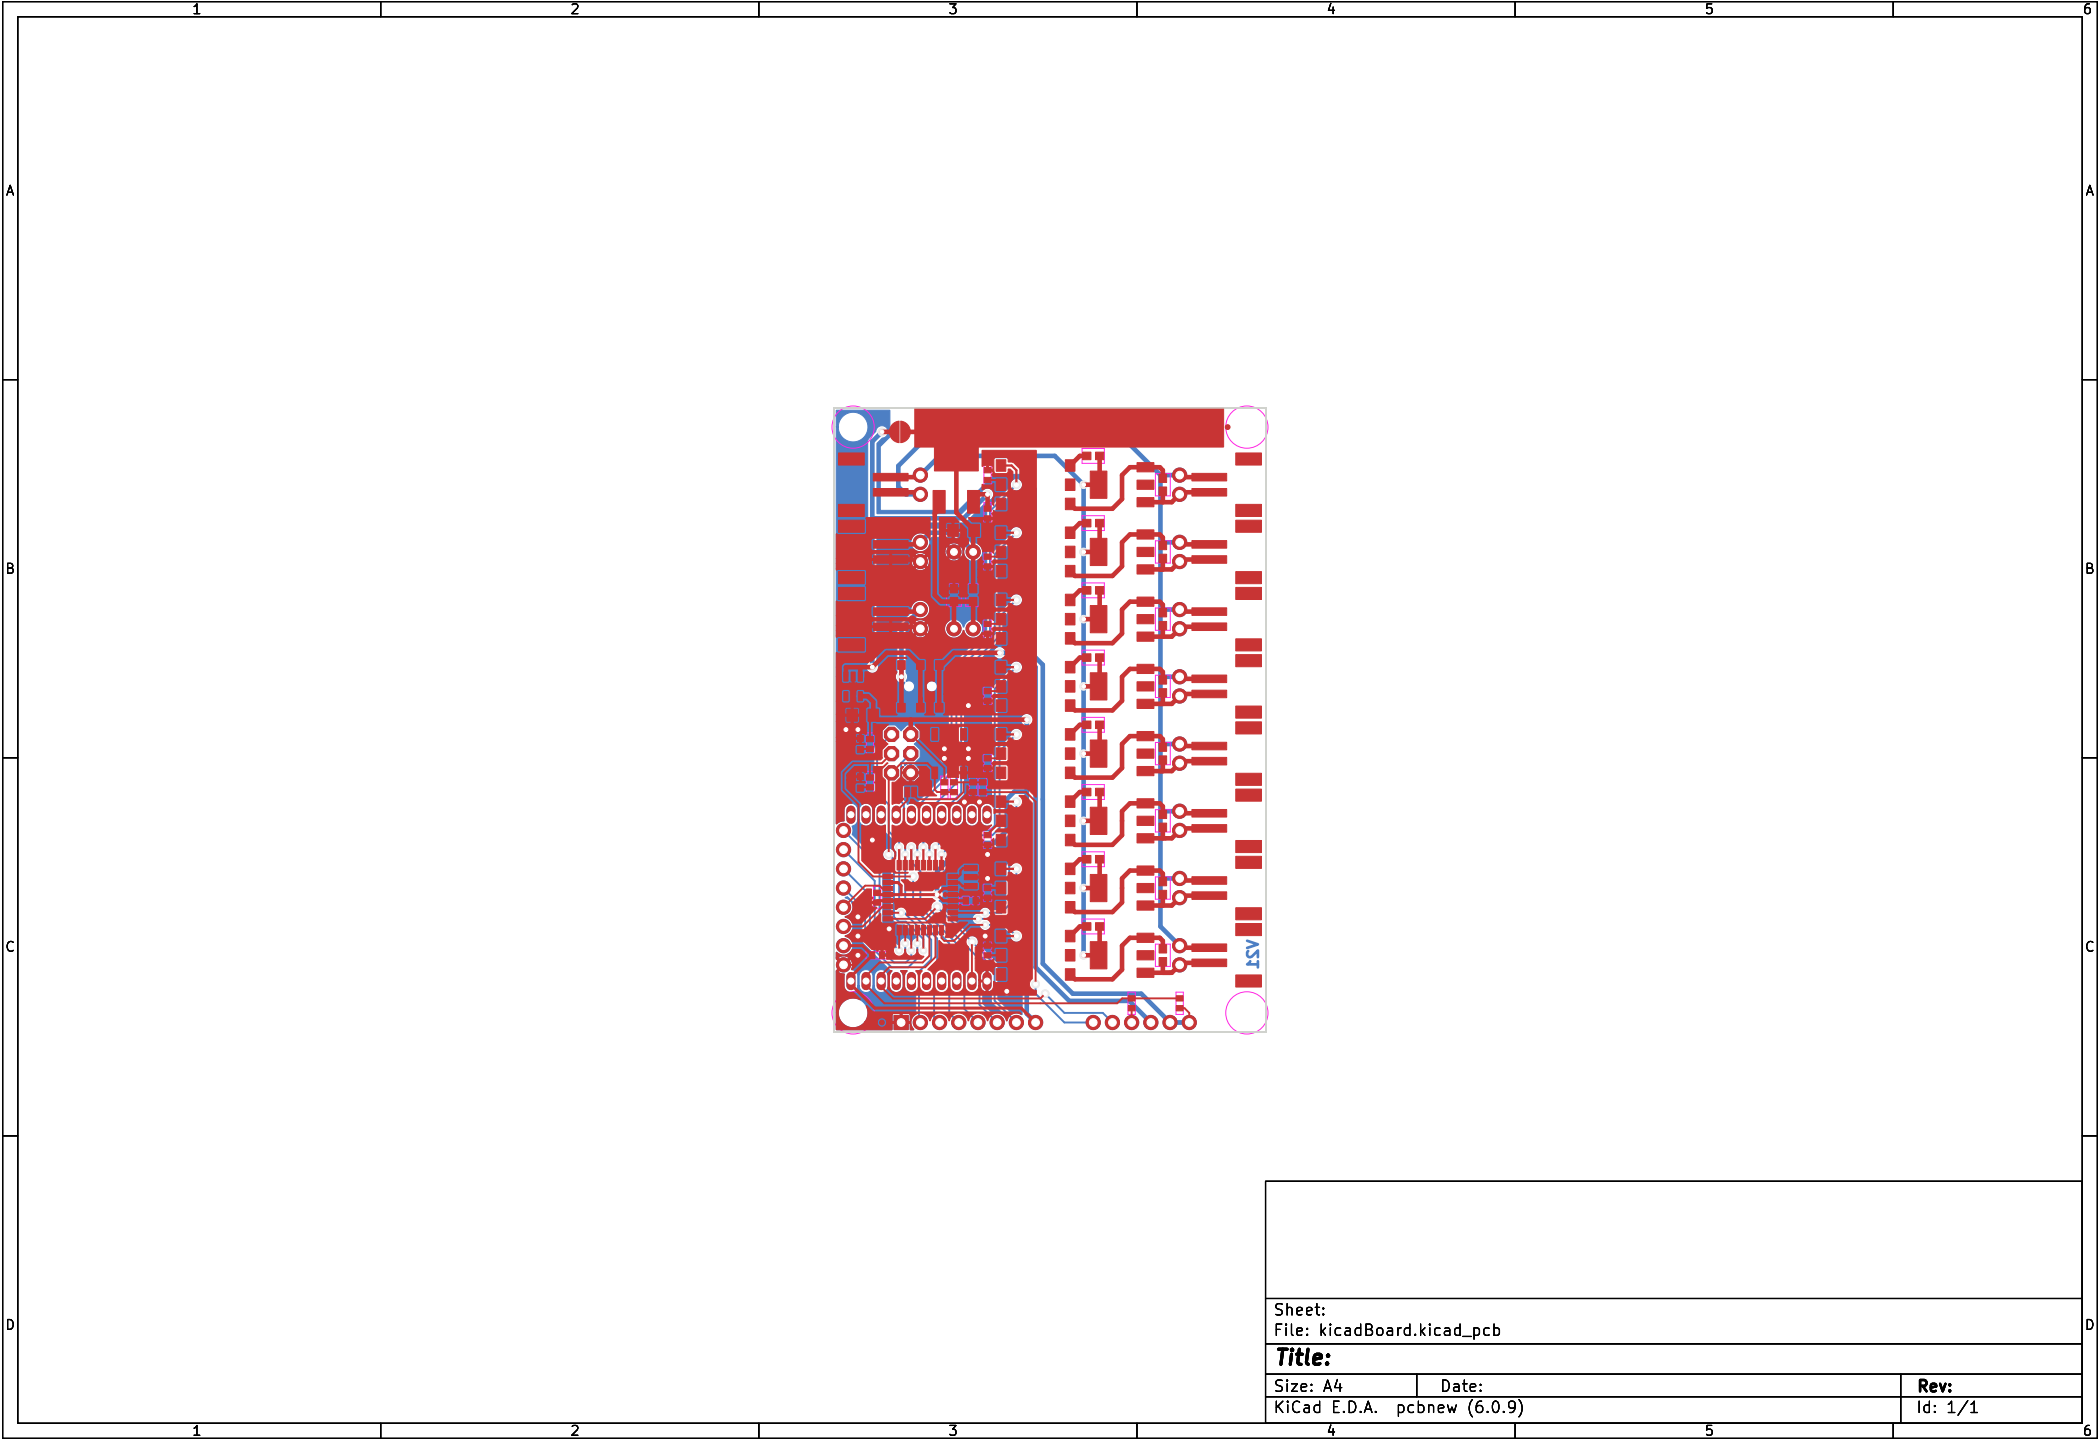 1 2 3 4 5 6
A A
B B
V21
C C
D D
Sheet:
File: kicadBoard.kicad_pcb
Title:
Size: A4 Date: Rev:
KiCad E.D.A. pcbnew (6.0.9) Id: 1/1
1 2 3 4 5 6